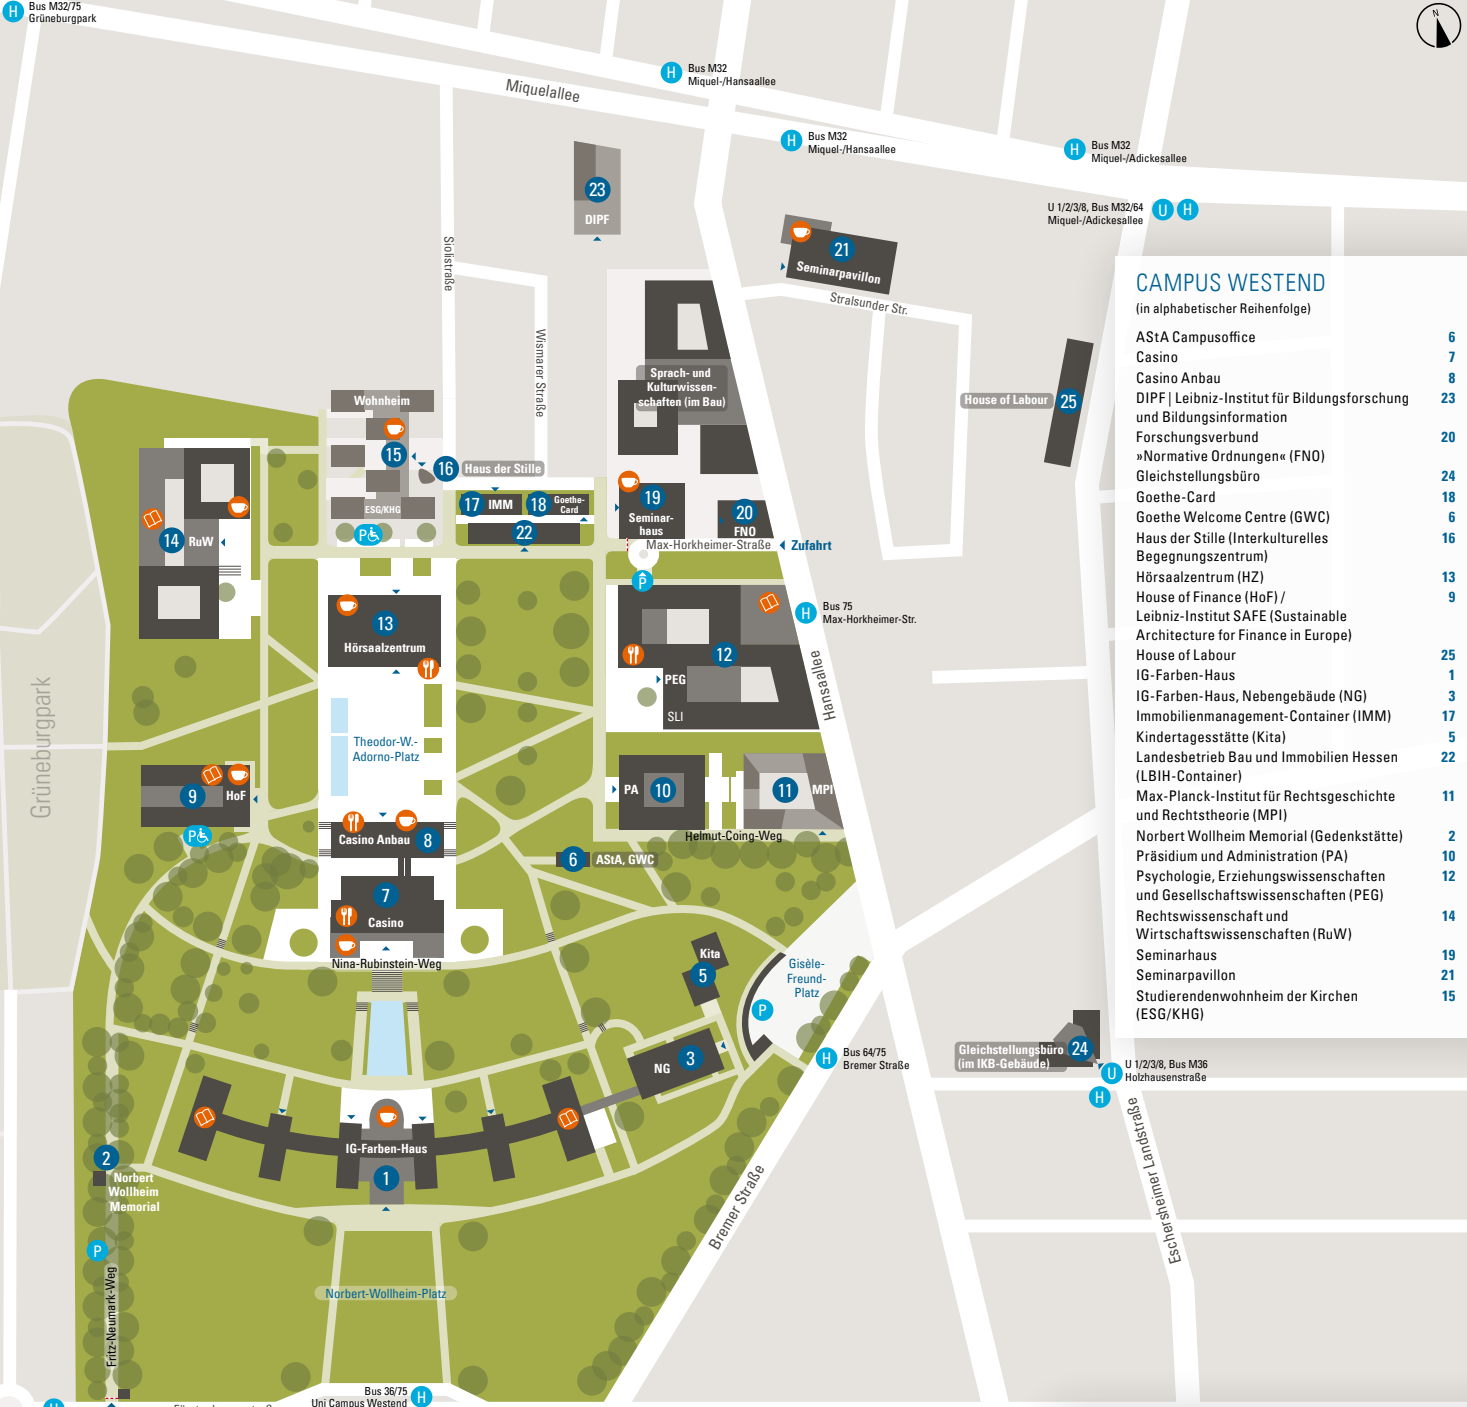 H Bus M32/75
Grüneburgpark
N
H Bus M32
Miquel-/Hansaallee
Miquelallee
H Bus M32
Miquel-/Hansaallee
H Bus M32
Miquel-/Adickesallee
U 1/2/3/8, Bus M32/64
Miquel-/Adickesallee
U H
23
DIPF
21
Seminarpavillon
Stralsunder Str.
Siolistraße
Wismarer Straße
Sprach- und
Kulturwissen-
schaften (im Bau)
House of Labour 25
Wohnheim
15
16 Haus der Stille
ESG/KHG
P
17 IMM
18 Goethe-
Card
22
19
Seminar-
haus
20
FNO
Max-Horkheimer-Straße
Zufahrt
P
14 RuW
H Bus 75
Max-Horkheimer-Str.
13
Hörsaalzentrum
12
PEG
SLI
Hansaallee
Grüneburgpark
Theodor-W.-
Adorno-Platz
9 HoF
P
PA 10
11 MPI
Helmut-Coing-Weg
Casino Anbau 8
6 AStA, GWC
7
Casino
Nina-Rubinstein-Weg
Kita
5
Gisèle-
Freund-
Platz
P
3
NG
H Bus 64/75
Bremer Straße
Gleichstellungsbüro
(im IKB-Gebäude)
24
U 1/2/3/8, Bus M36
Holzhausenstraße
H
IG-Farben-Haus
1
2
Norbert
Wollheim
Memorial
P
Fritz-Neumark-Weg
Norbert-Wollheim-Platz
Bremer Straße
Eschersheimer Landstraße
Bus 36/75
Uni Campus Westend
H
CAMPUS WESTEND
(in alphabetischer Reihenfolge)
AStA Campusoffice 6
Casino 7
Casino Anbau 8
DIPF | Leibniz-Institut für Bildungsforschung 23
und Bildungsinformation
Forschungsverbund 20
»Normative Ordnungen« (FNO)
Gleichstellungsbüro 24
Goethe-Card 18
Goethe Welcome Centre (GWC) 6
Haus der Stille (Interkulturelles 16
Begegnungszentrum)
Hörsaalzentrum (HZ) 13
House of Finance (HoF) / 9
Leibniz-Institut SAFE (Sustainable
Architecture for Finance in Europe)
House of Labour 25
IG-Farben-Haus 1
IG-Farben-Haus, Nebengebäude (NG) 3
Immobilienmanagement-Container (IMM) 17
Kindertagesstätte (Kita) 5
Landesbetrieb Bau und Immobilien Hessen 22
(LBIH-Container)
Max-Planck-Institut für Rechtsgeschichte 11
und Rechtstheorie (MPI)
Norbert Wollheim Memorial (Gedenkstätte) 2
Präsidium und Administration (PA) 10
Psychologie, Erziehungswissenschaften 12
und Gesellschaftswissenschaften (PEG)
Rechtswissenschaft und 14
Wirtschaftswissenschaften (RuW)
Seminarhaus 19
Seminarpavillon 21
Studierendenwohnheim der Kirchen 15
(ESG/KHG)